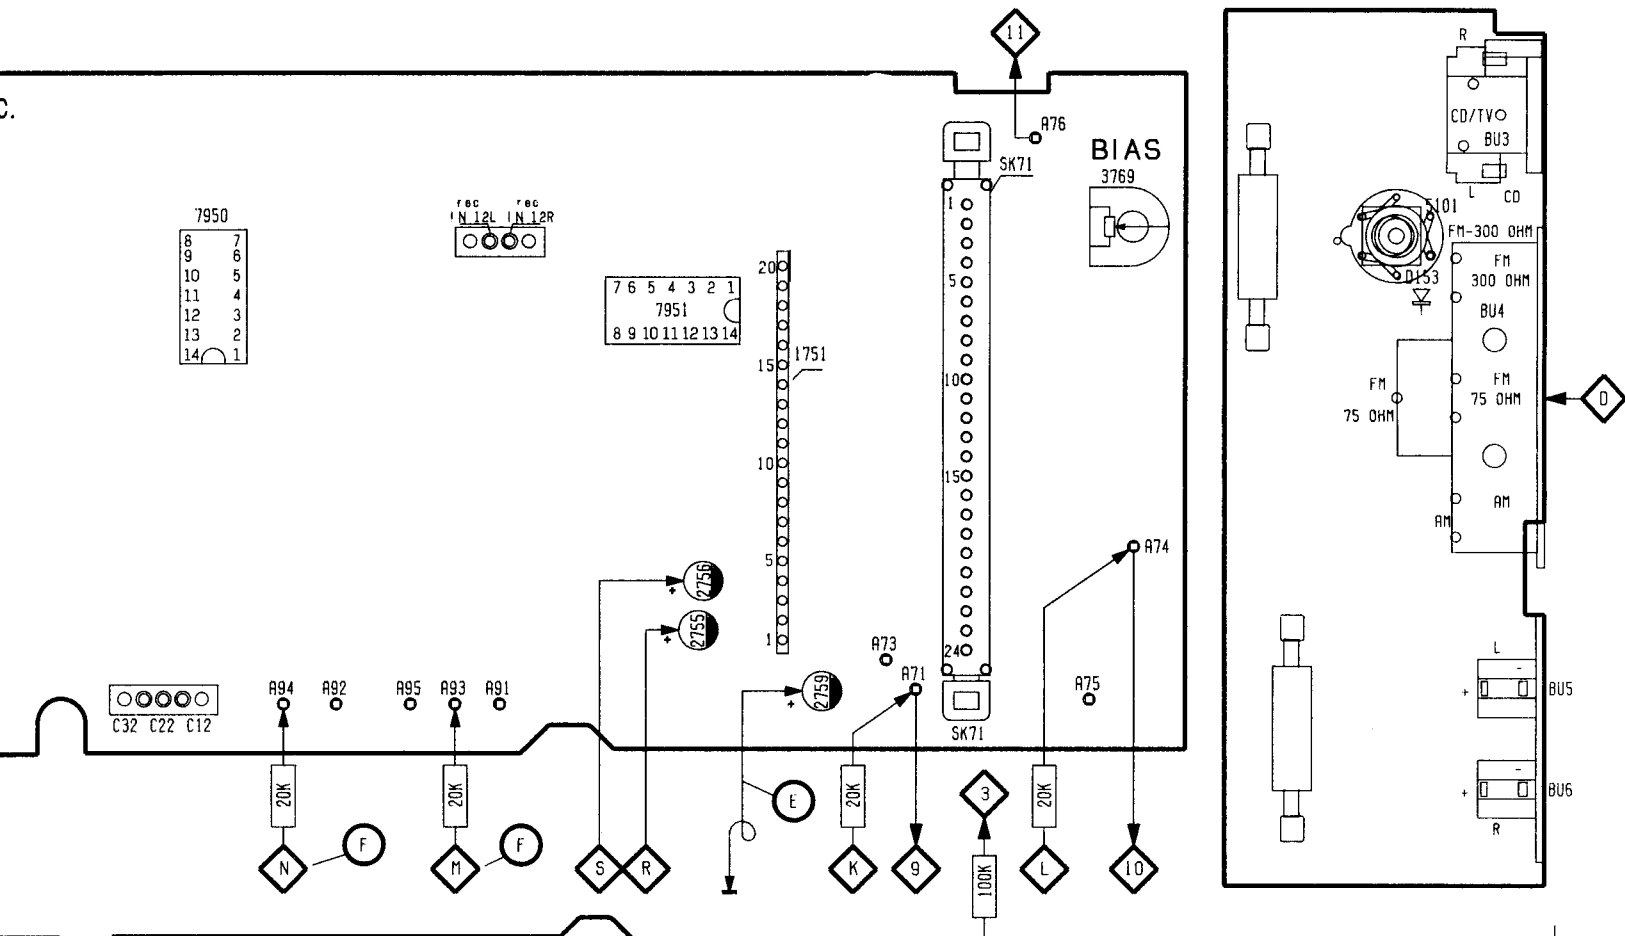 11
C.
R
A76
CD/TV
BU3
BIAS
3769
SK71
L CD
5101
FM-300 OHM
FM
300 OHM
D153
BU4
7950
8 7
9 6
10 5
11 4
12 3
13 2
14 1
IN 12L IN 12R
7 6 5 4 3 2 1
7951
8 9 10 11 12 13 14
20
15
10
5
1
1751
1
5
10
15
24
SK71
FM
75 OHM
FM
75 OHM
D
AM
AM
A74
2756
+
2755
+
2759
+
A73
A71
A75
C32 C22 C12
A94
A92
A95
A93
A91
L
-
+
BU5
-
+
BU6
R
20K
20K
E
20K
3
20K
F
F
N
M
S
R
K
9
100K
L
10